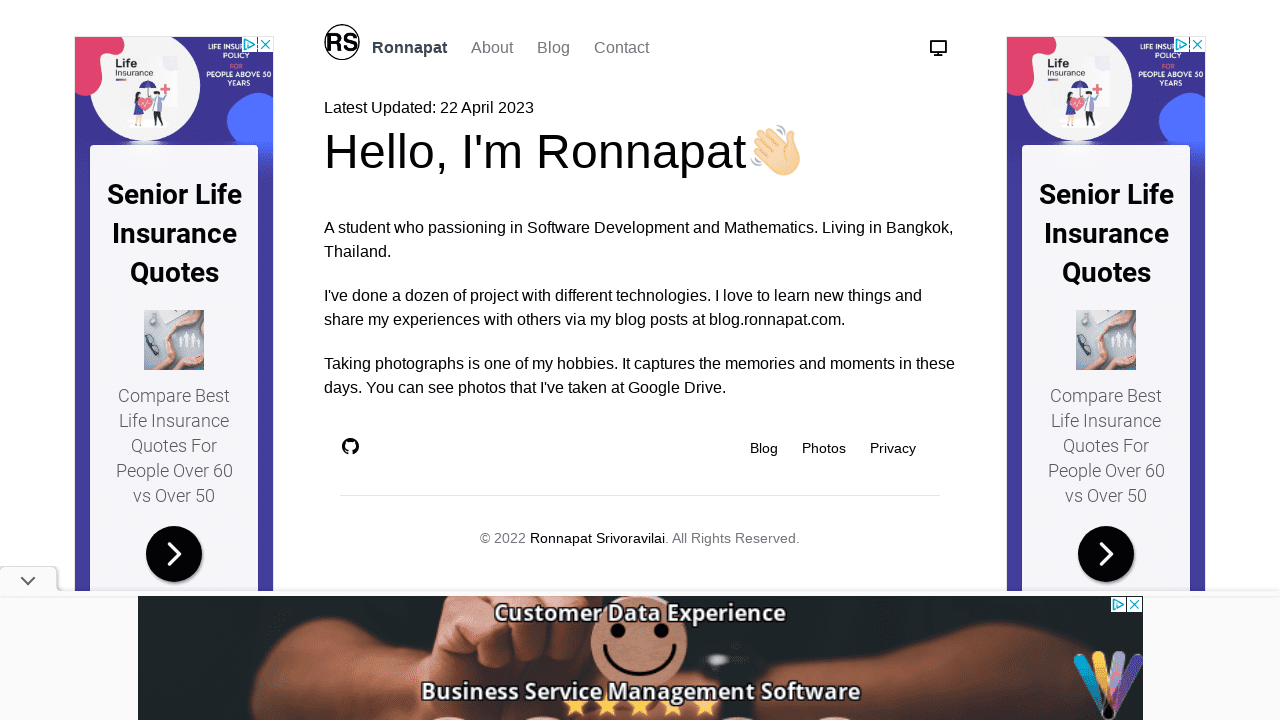 RS
Ronnapat About Blog Contact
Latest Updated: 22 April 2023
Hello, I'm Ronnapat
A student who passioning in Software Development and Mathematics. Living in Bangkok,
Thailand.
I've done a dozen of project with different technologies. I love to learn new things and
share my experiences with others via my blog posts at blog.ronnapat.com.
Taking photographs is one of my hobbies. It captures the memories and moments in these
days. You can see photos that I've taken at Google Drive.
Blog Photos Privacy
© 2022 Ronnapat Srivoravilai. All Rights Reserved.
Life
Insurance
POLICY
FOR
PEOPLE ABOVE 50
YEARS
Senior Life
Insurance
Quotes
Compare Best
Life Insurance
Quotes For
People Over 60
vs Over 50
Life
Insurance
POLICY
FOR
PEOPLE ABOVE 50
YEARS
Senior Life
Insurance
Quotes
Compare Best
Life Insurance
Quotes For
People Over 60
vs Over 50
Customer Data Experience
Business Service Management Software